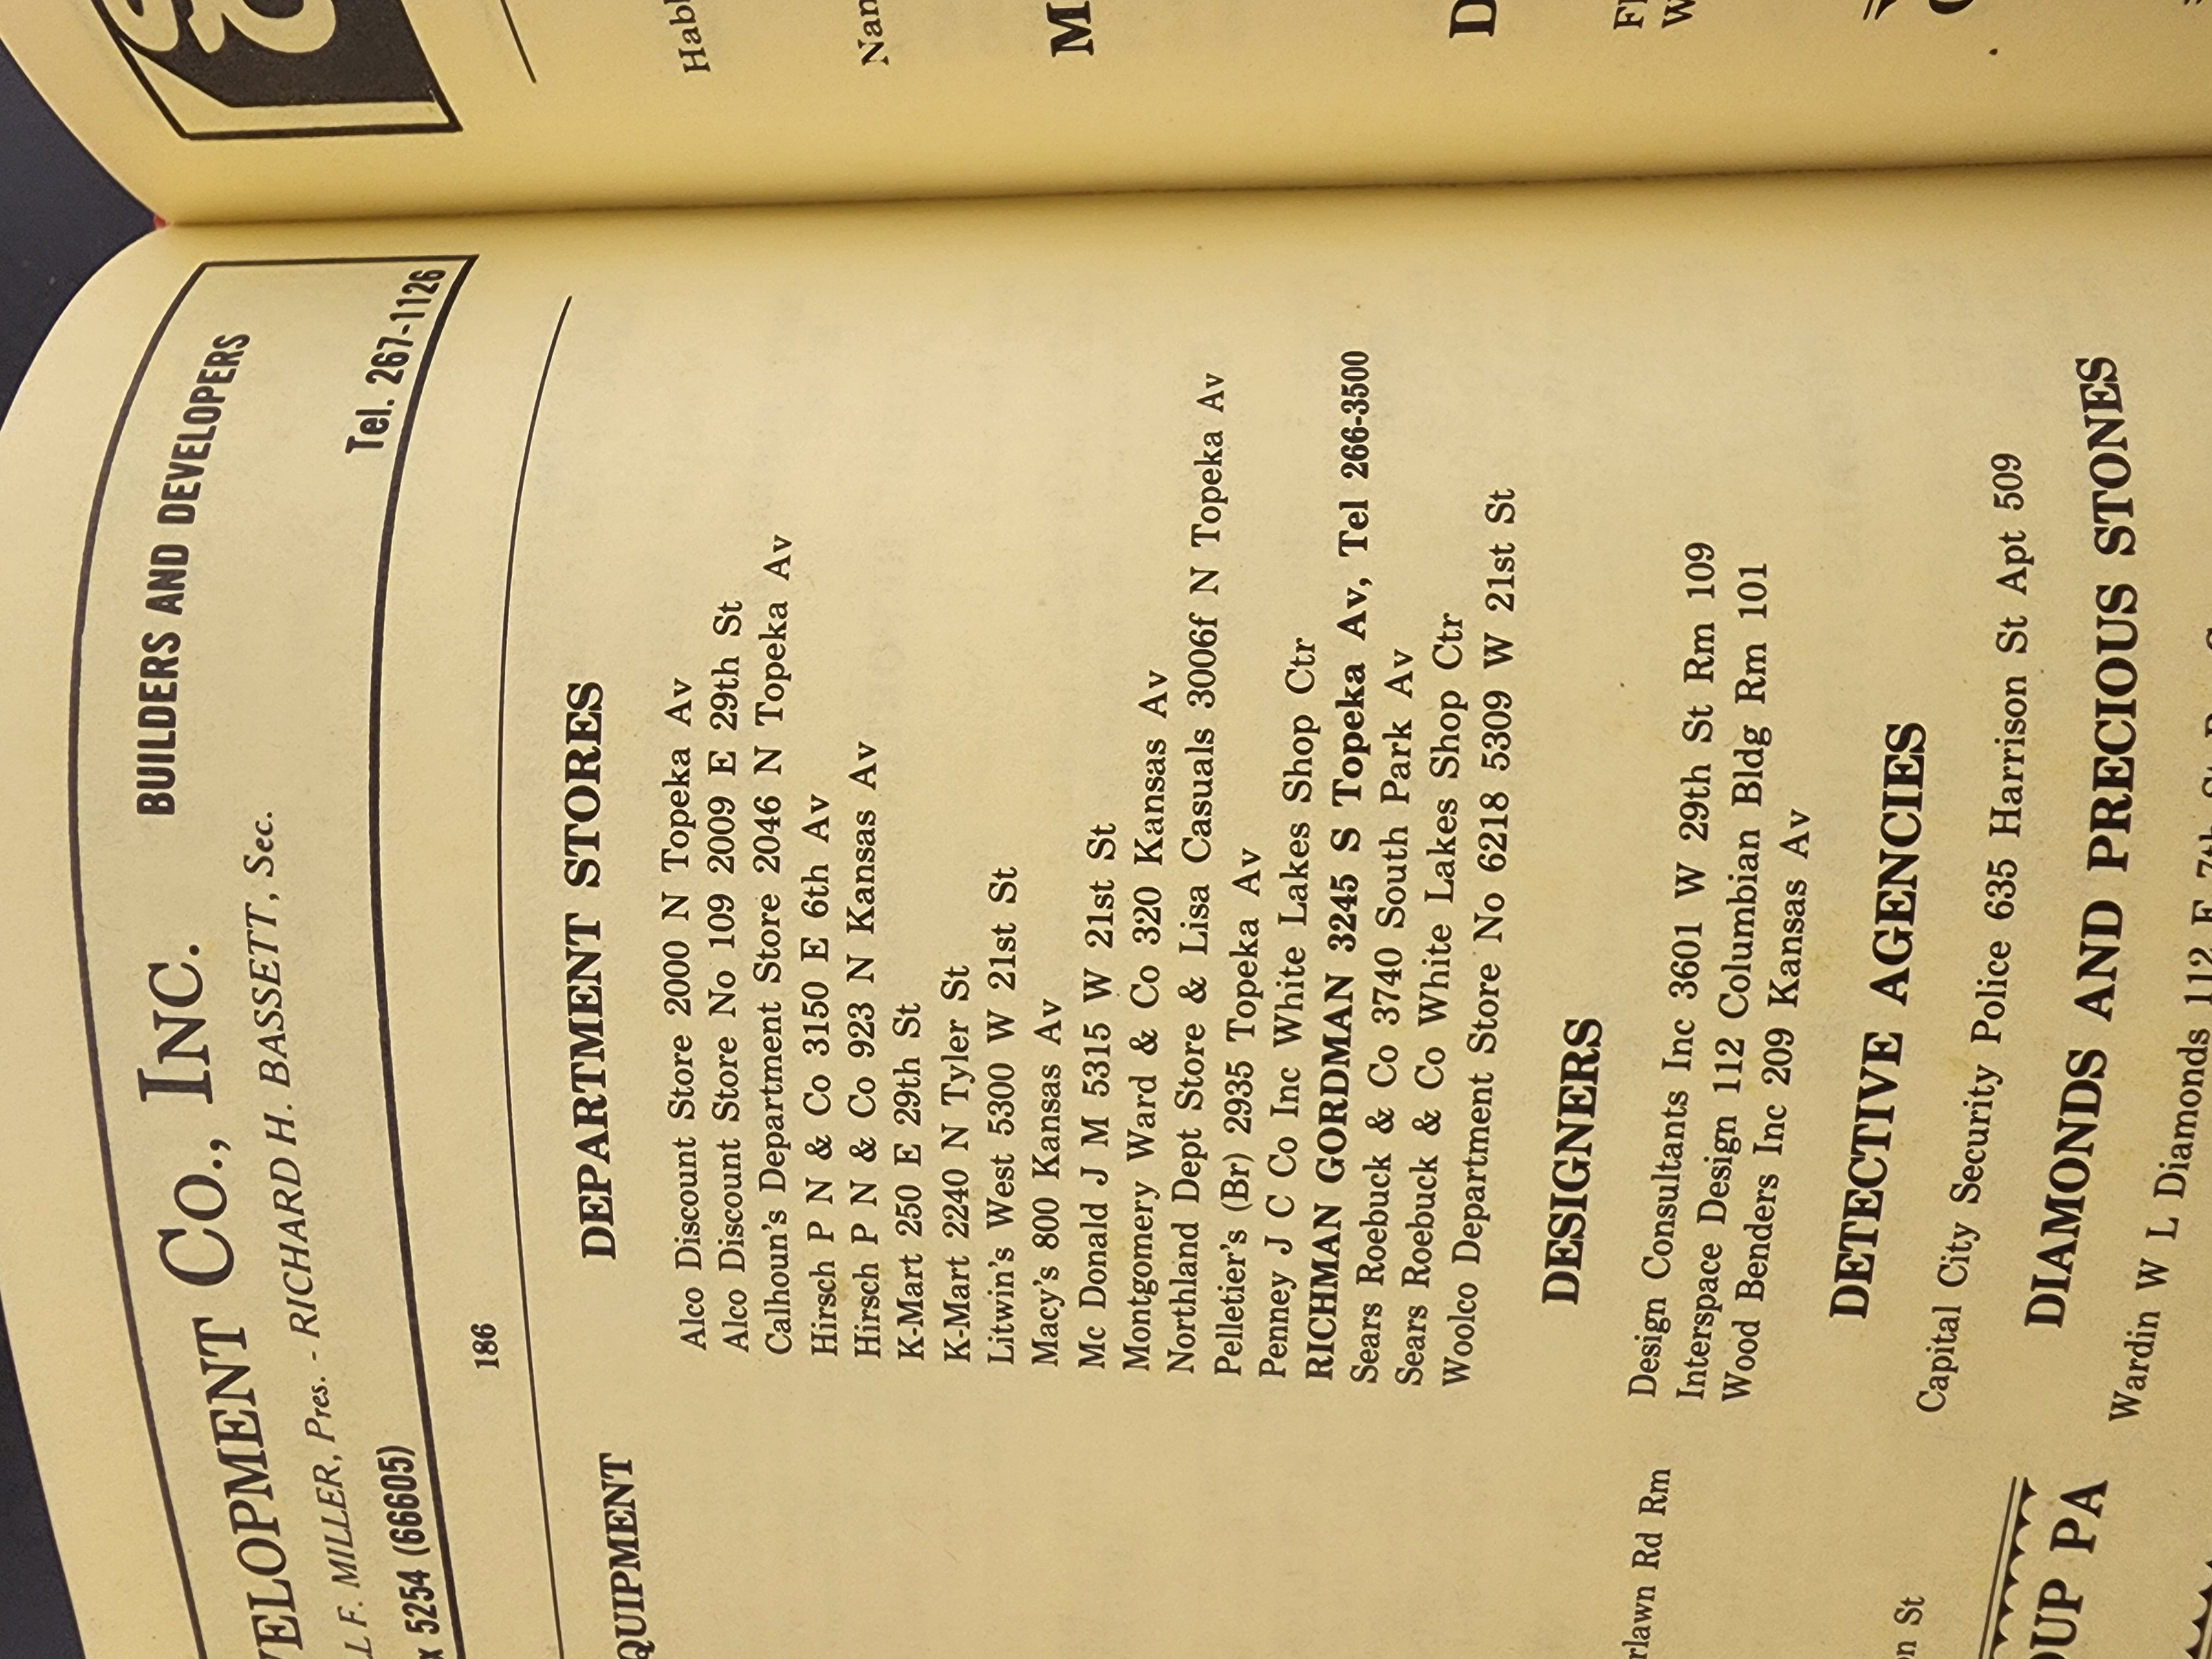 VELOPMENT CO., INC. BUILDERS AND DEVELOPERS
L F. MILLER, Pres. - RICHARD H. BASSETT, Sec.
5254 (66605) Tel. 267-1126
186
QUIPMENT
rlawn Rd Rm
n St
OUP PA
DEPARTMENT STORES
Alco Discount Store 2000 N Topeka Av
Alco Discount Store No 109 2009 E 29th St
Calhoun's Department Store 2046 N Topeka Av
Hirsch P N & Co 3150 E 6th Av
Hirsch P N & Co 923 N Kansas Av
K-Mart 250 E 29th St
K-Mart 2240 N Tyler St
Litwin's West 5300 W 21st St
Macy's 800 Kansas Av
Mc Donald J M 5315 W 21st St
Montgomery Ward & Co 320 Kansas Av
Northland Dept Store & Lisa Casuals 3006f N Topeka Av
Pelletier's (Br) 2935 Topeka Av
Penney J C Co Inc White Lakes Shop Ctr
RICHMAN GORDMAN 3245 S Topeka Av, Tel 266-3500
Sears Roebuck & Co 3740 South Park Av
Sears Roebuck & Co White Lakes Shop Ctr
Woolco Department Store No 6218 5309 W 21st St
DESIGNERS
Design Consultants Inc 3601 W 29th St Rm 109
Interspace Design 112 Columbian Bldg Rm 101
Wood Benders Inc 209 Kansas Av
DETECTIVE AGENCIES
Capital City Security Police 635 Harrison St Apt 509
DIAMONDS AND PRECIOUS STONES
Wardin W L Diamonds 112 E 7th St
Habl
Nan
M
D
Fl
W